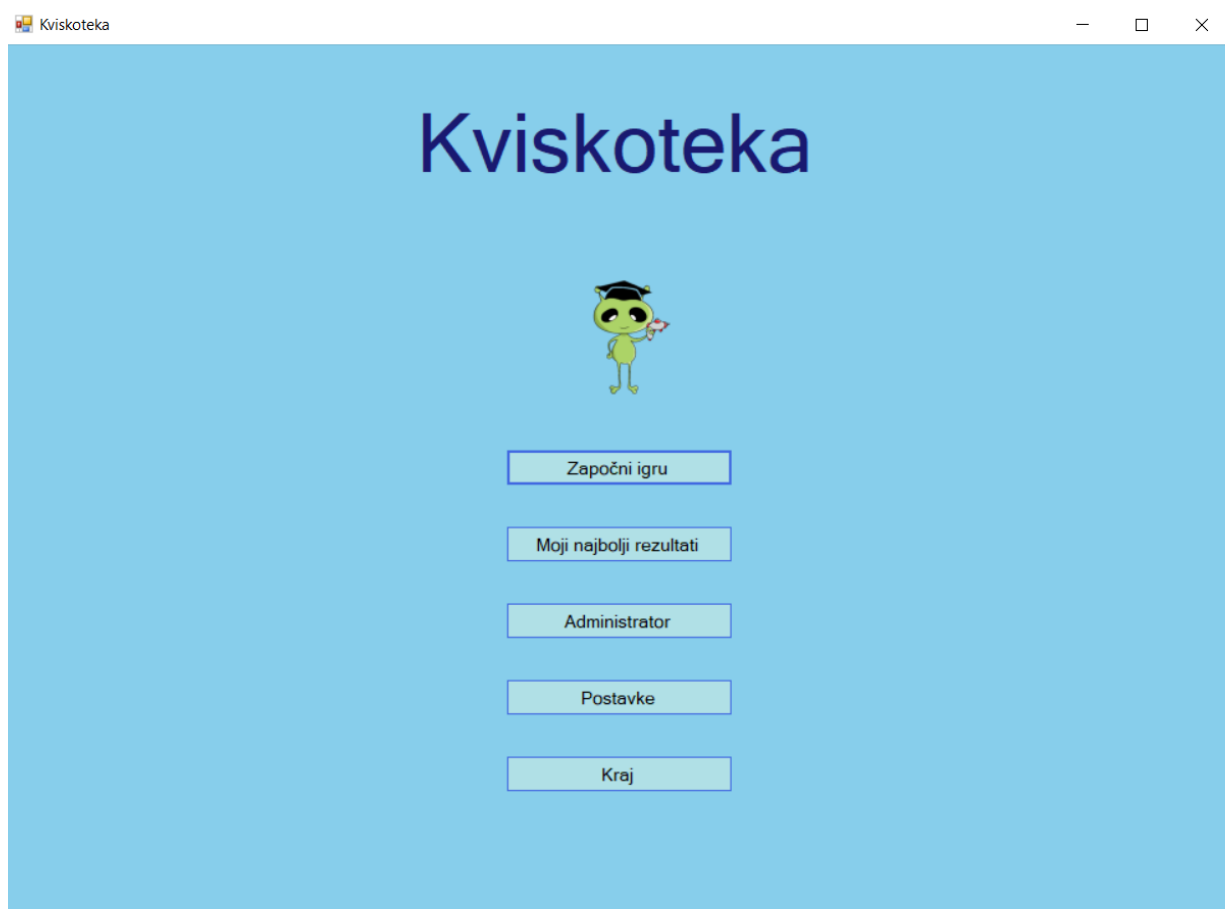 Kviskoteka
Kviskoteka
Započni igru
Moji najbolji rezultati
Administrator
Postavke
Kraj